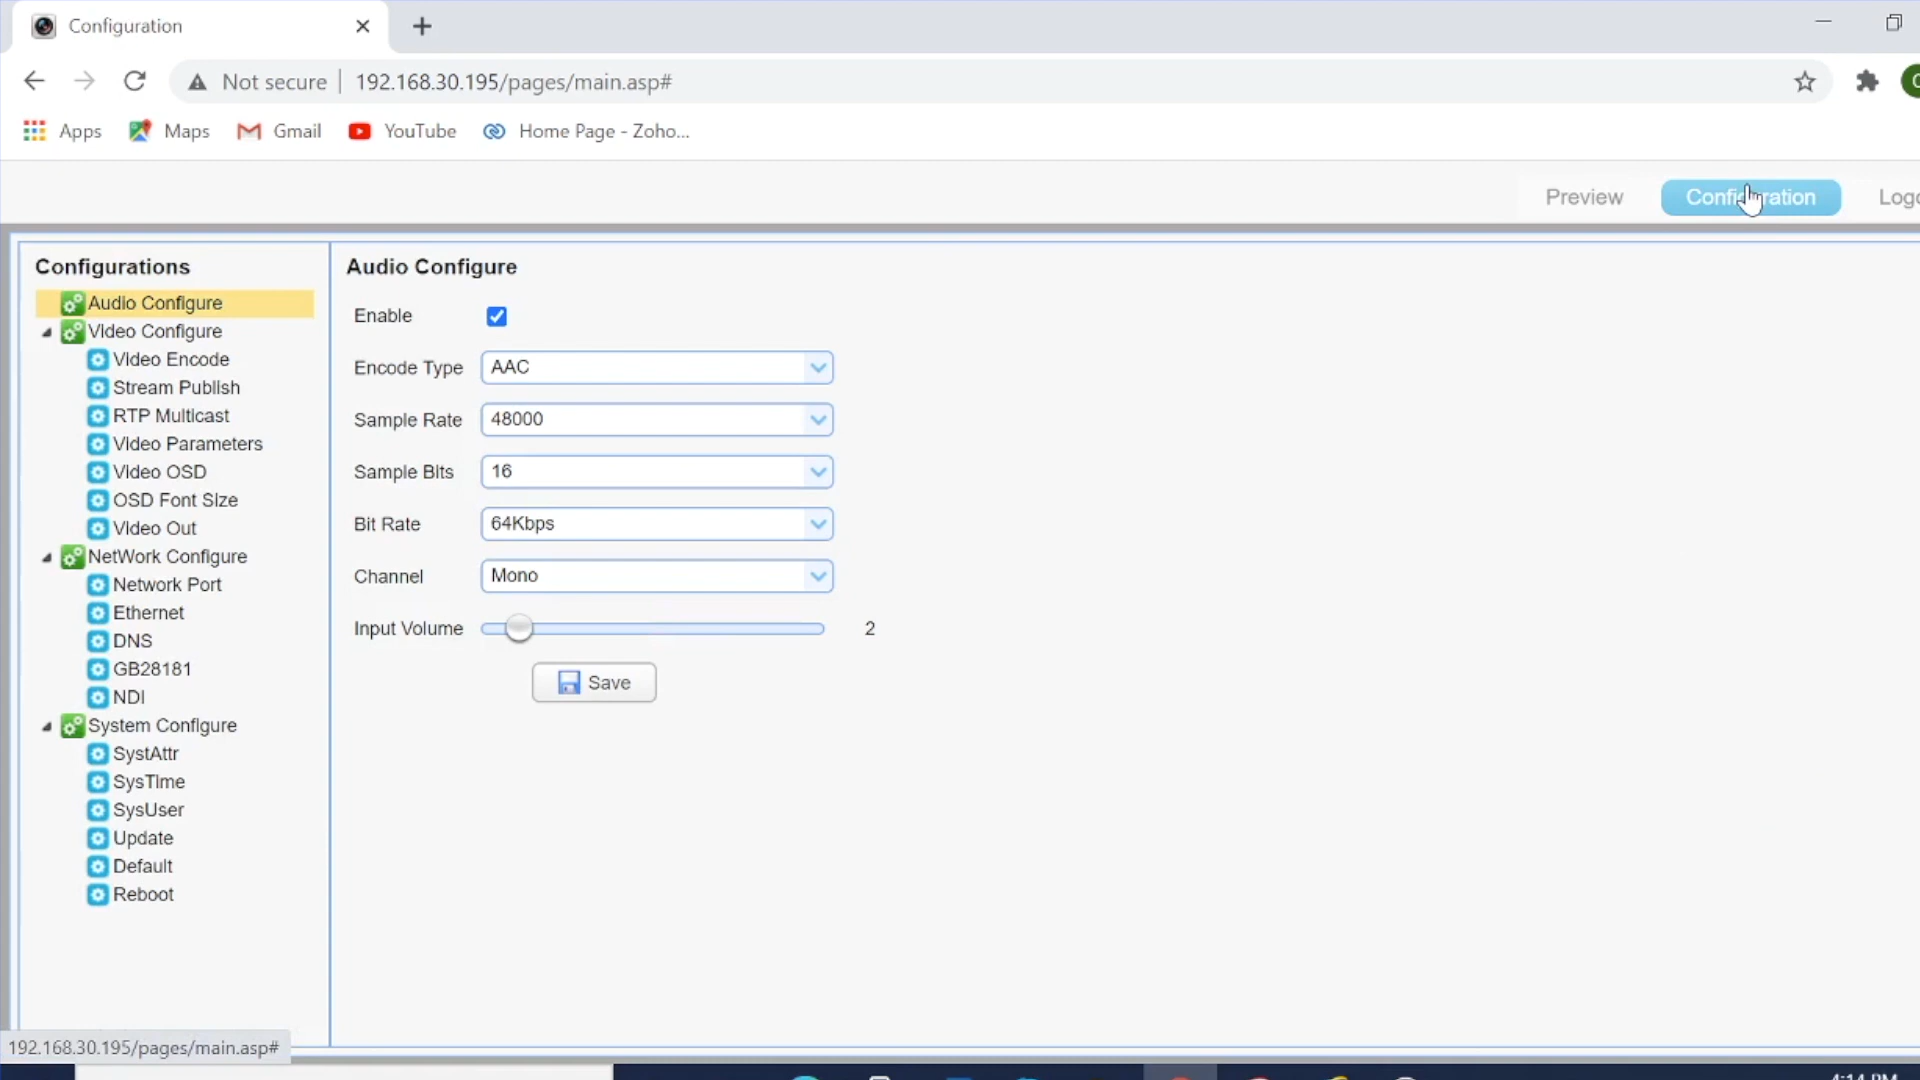 Configuration
Not secure 192.168.30.195/pages/main.asp#
Apps Maps Gmail YouTube Home Page - Zoho...
Preview Configuration Logo
Configurations
Audio Configure
Video Configure
Video Encode
Stream Publish
RTP Multicast
Video Parameters
Video OSD
OSD Font Size
Video Out
NetWork Configure
Network Port
Ethernet
DNS
GB28181
NDI
System Configure
SystAttr
SysTime
SysUser
Update
Default
Reboot
Audio Configure
Enable
Encode Type AAC
Sample Rate 48000
Sample Bits 16
Bit Rate 64Kbps
Channel Mono
Input Volume 2
Save
192.168.30.195/pages/main.asp#
4:14 PM